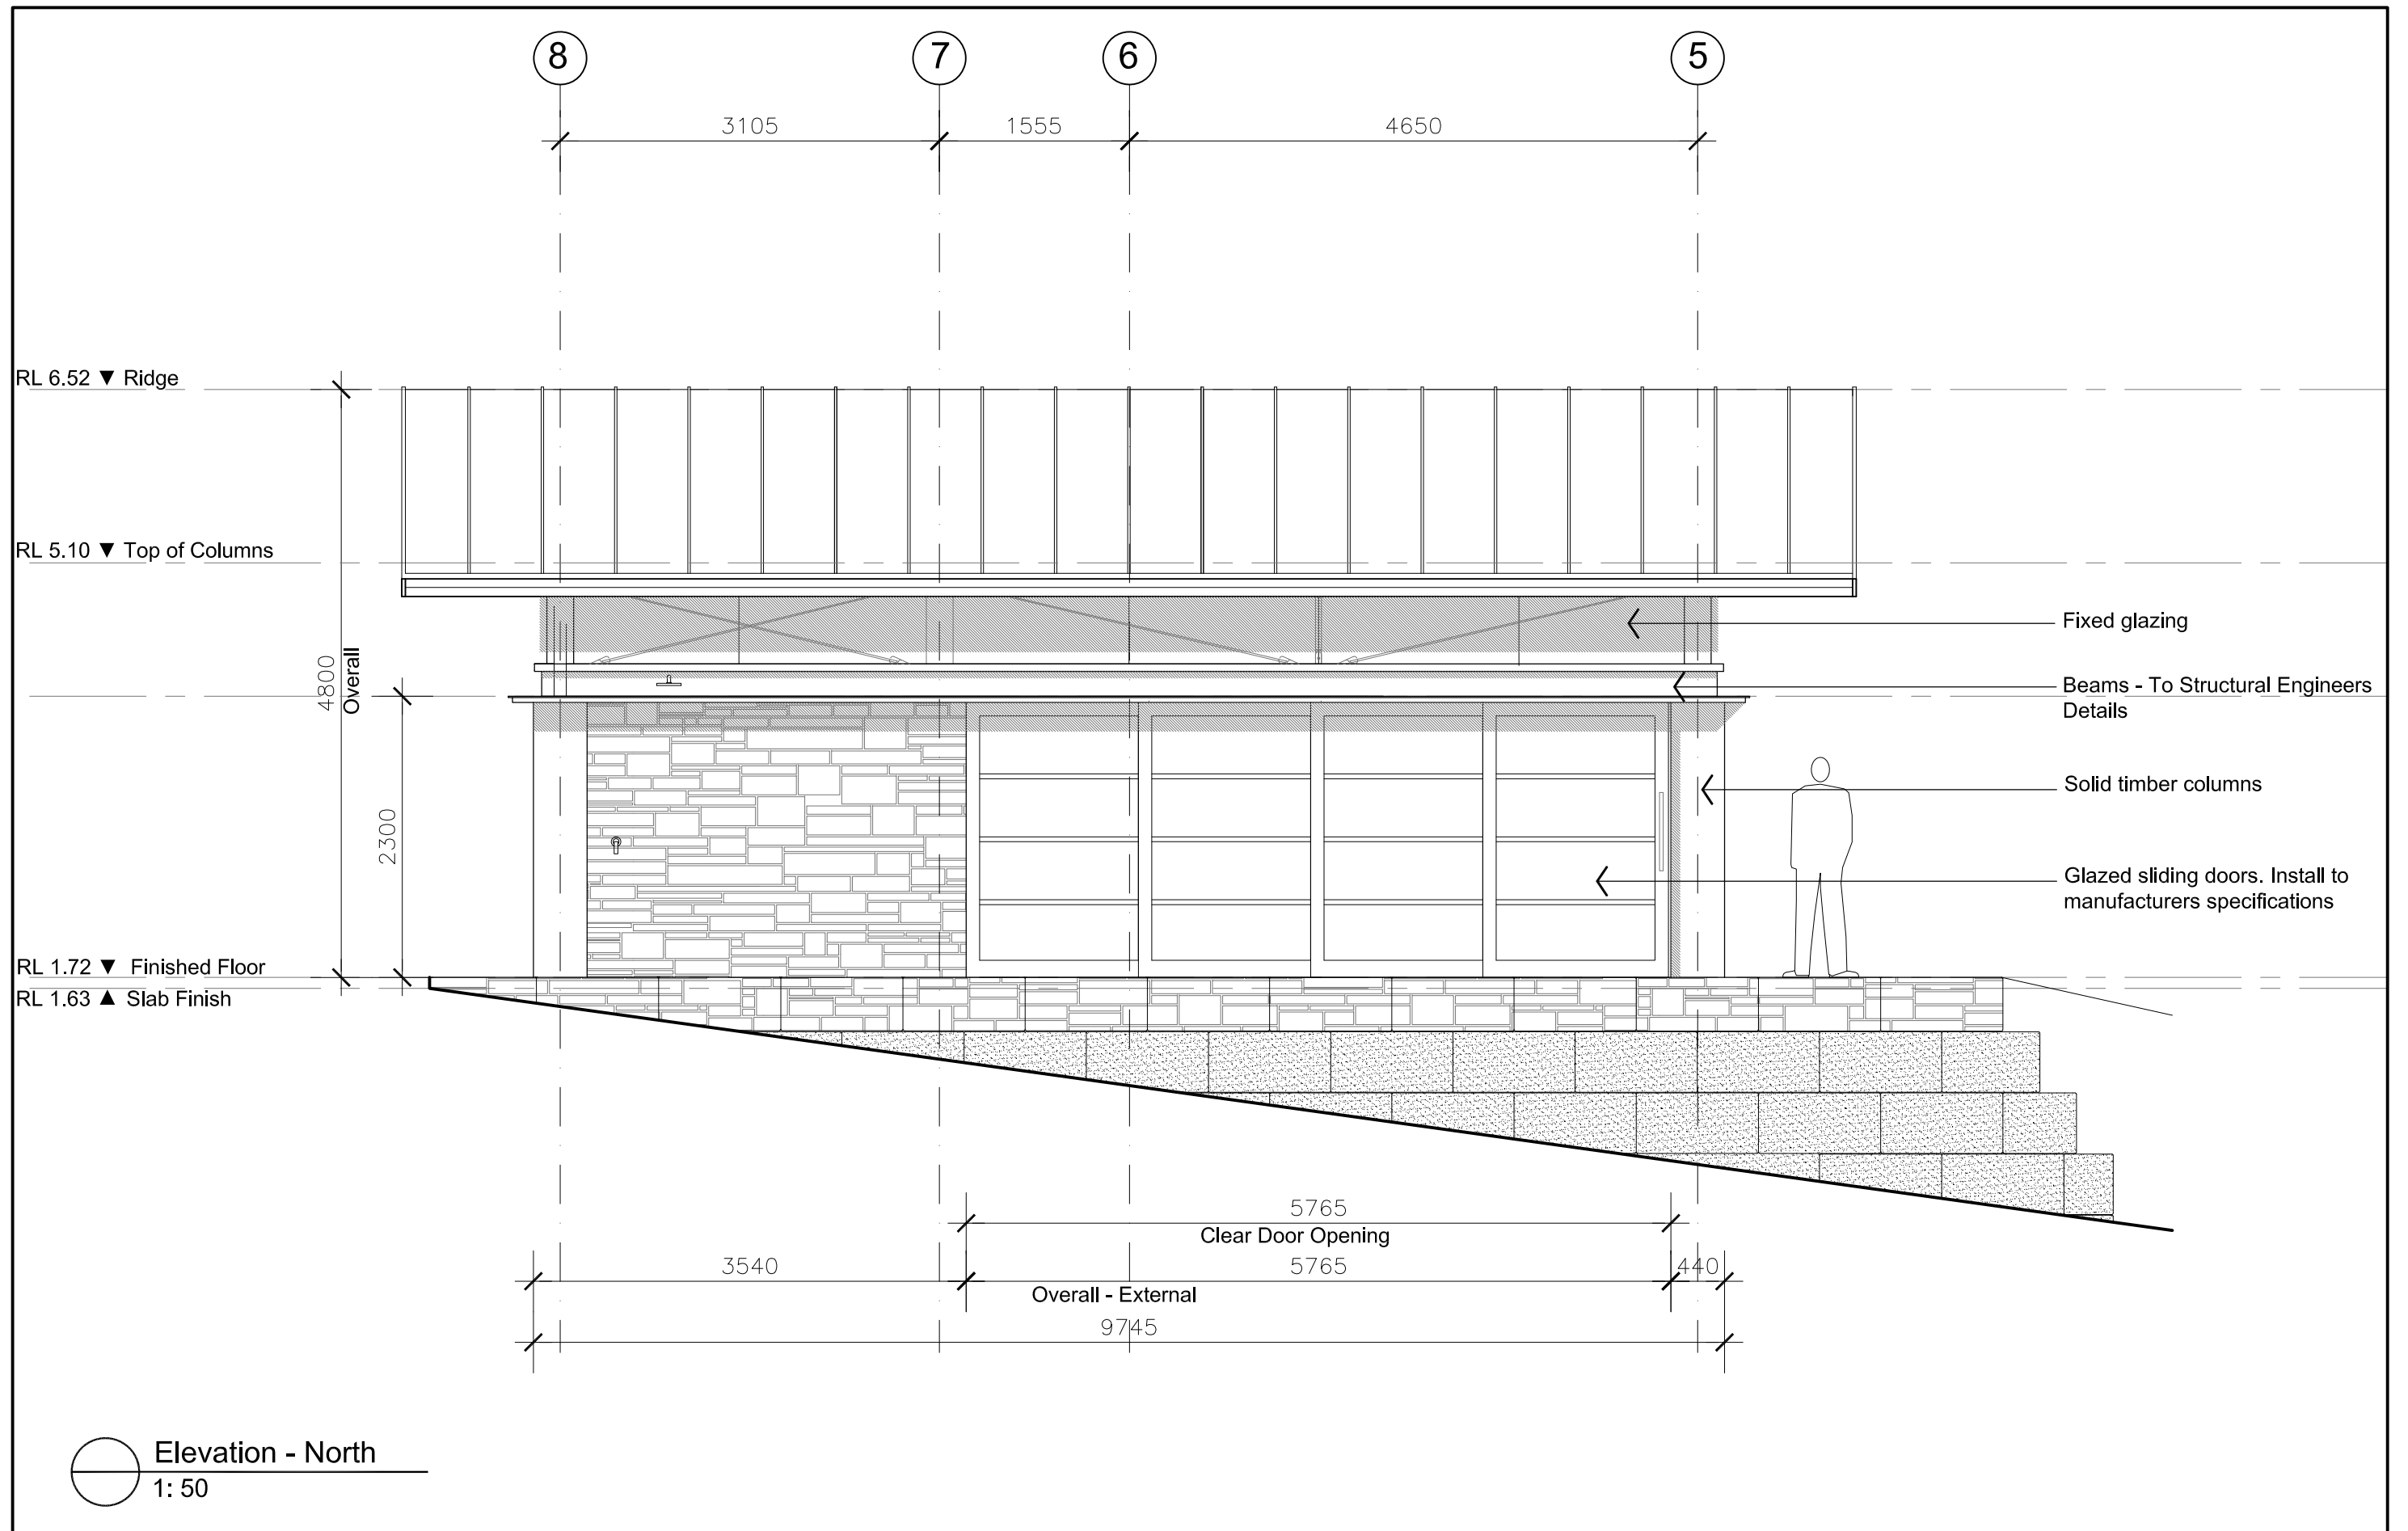 8
7
6
5
3105
1555
4650
RL 6.52 ▼ Ridge
RL 5.10 ▼ Top of Columns
Fixed glazing
4800
Overall
Beams - To Structural Engineers
Details
Solid timber columns
2300
Glazed sliding doors. Install to
manufacturers specifications
RL 1.72 ▼ Finished Floor
RL 1.63 ▲ Slab Finish
5765
Clear Door Opening
3540
5765
440
Overall - External
9745
Elevation - North
1: 50